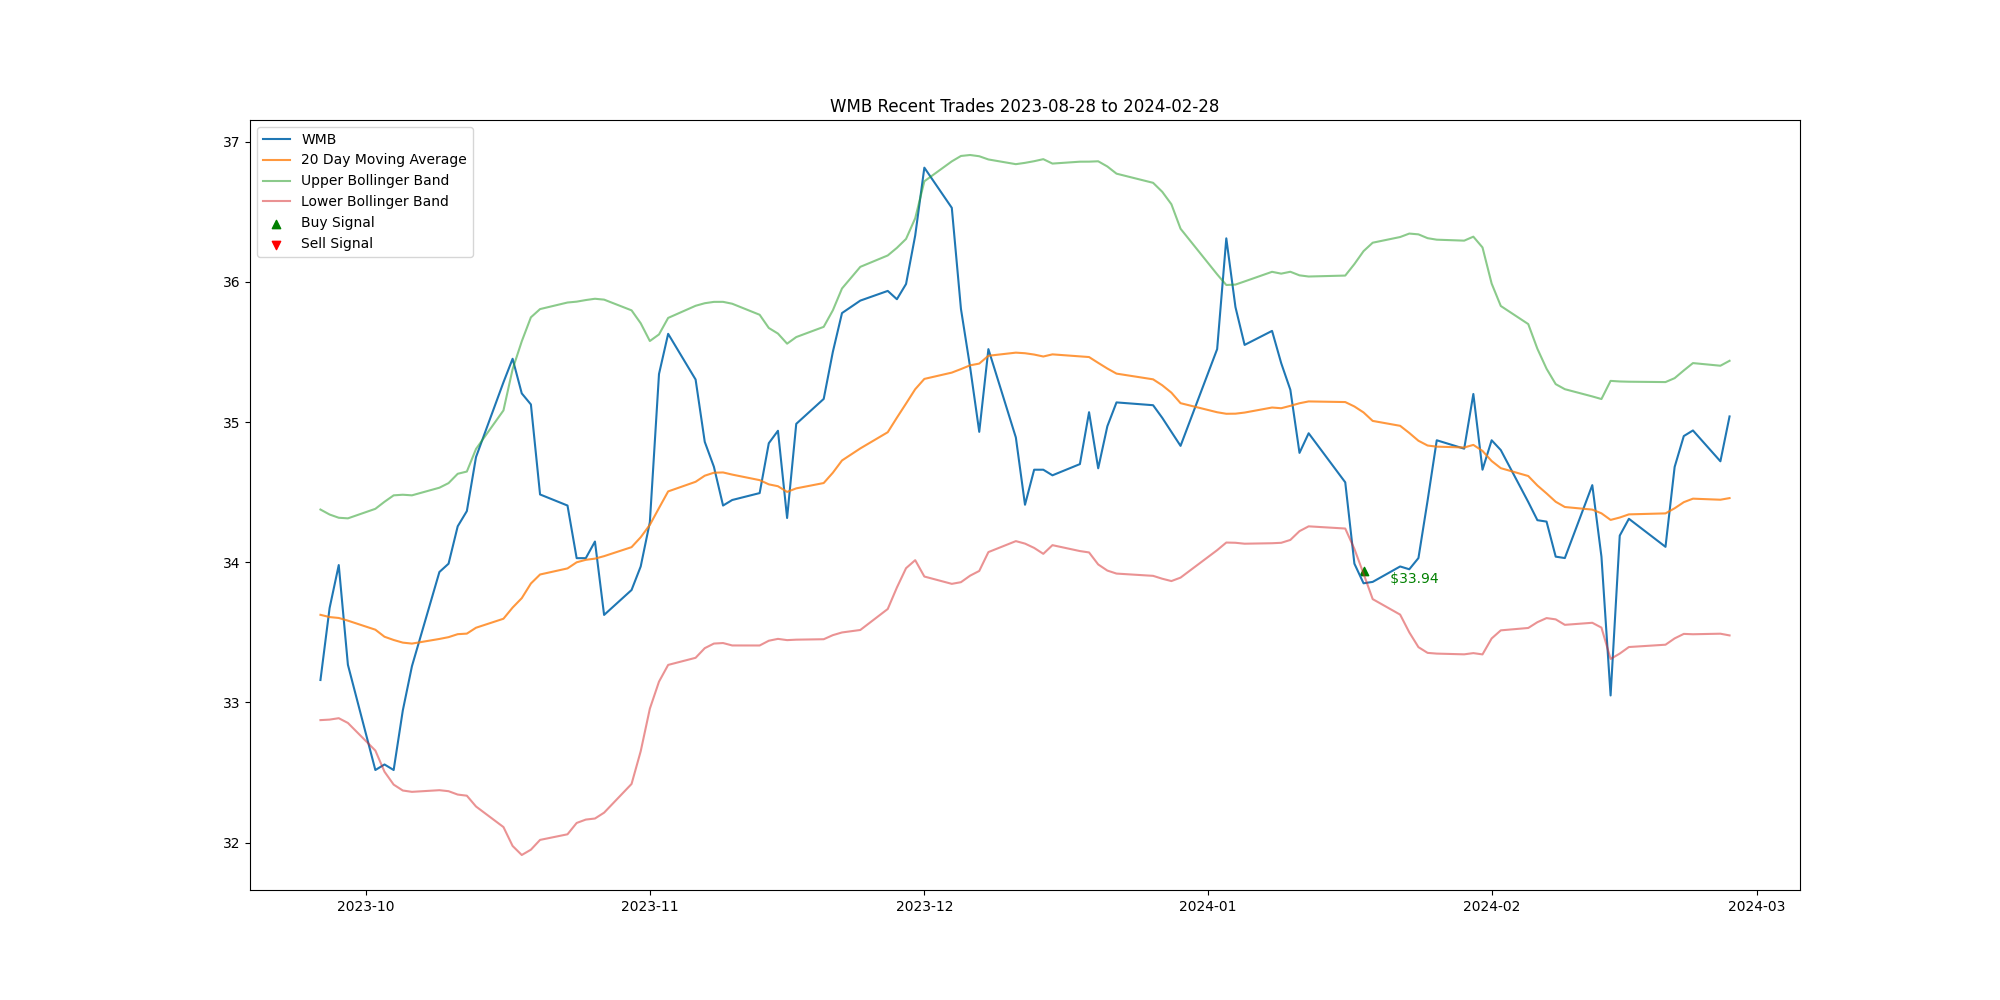 WMB Recent Trades 2023-08-28 to 2024-02-28
37
36
35
34
33
32
WMB
20 Day Moving Average
Upper Bollinger Band
Lower Bollinger Band
Buy Signal
Sell Signal
$33.94
2023-10
2023-11
2023-12
2024-01
2024-02
2024-03